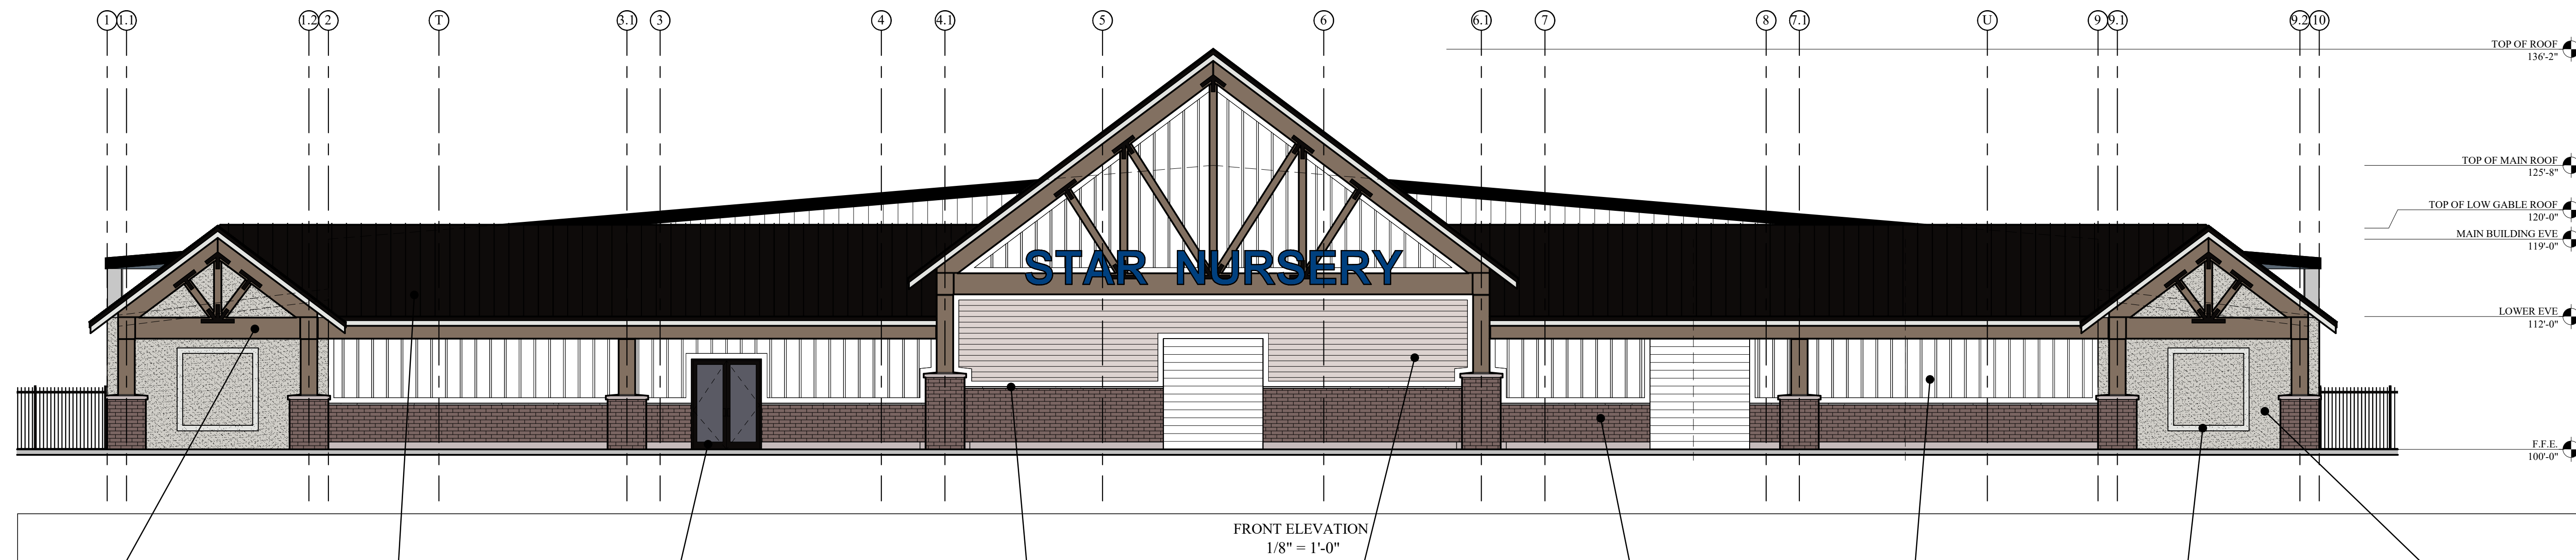 1 1.1 1.2 2 T 3.1 3 4 4.1 5 6 6.1 7 8 7.1 U 9 9.1 9.2 10
TOP OF ROOF
136'-2"
TOP OF MAIN ROOF
125'-8"
TOP OF LOW GABLE ROOF
120'-0"
MAIN BUILDING EVE
119'-0"
STAR NURSERY
LOWER EVE
112'-0"
F.F.E.
100'-0"
FRONT ELEVATION
1/8" = 1'-0"